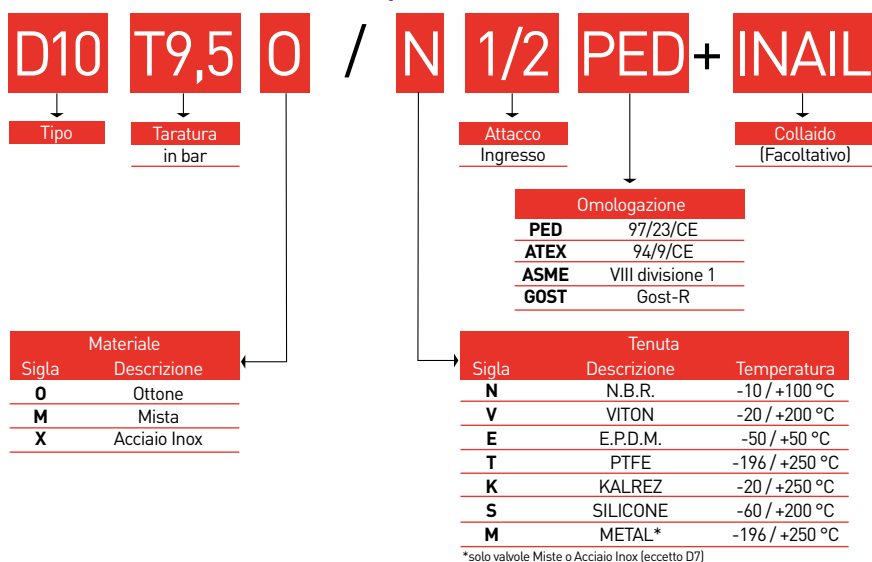 D10 T9,5 O / N 1/2 PED + INAIL
Tipo Taratura Attacco Collaido
in bar Ingresso (Facoltativo)
Omologazione
PED 97/23/CE
ATEX 94/9/CE
ASME VIII divisione 1
GOST Gost-R
Materiale
Sigla Descrizione
O Ottone
M Mista
X Acciaio Inox
Tenuta
Sigla Descrizione Temperatura
N N.B.R. -10 / +100 °C
V VITON -20 / +200 °C
E E.P.D.M. -50 / +50 °C
T PTFE -196 / +250 °C
K KALREZ -20 / +250 °C
S SILICONE -60 / +200 °C
M METAL* -196 / +250 °C
*solo valvole Miste o Acciaio Inox (eccetto D7)